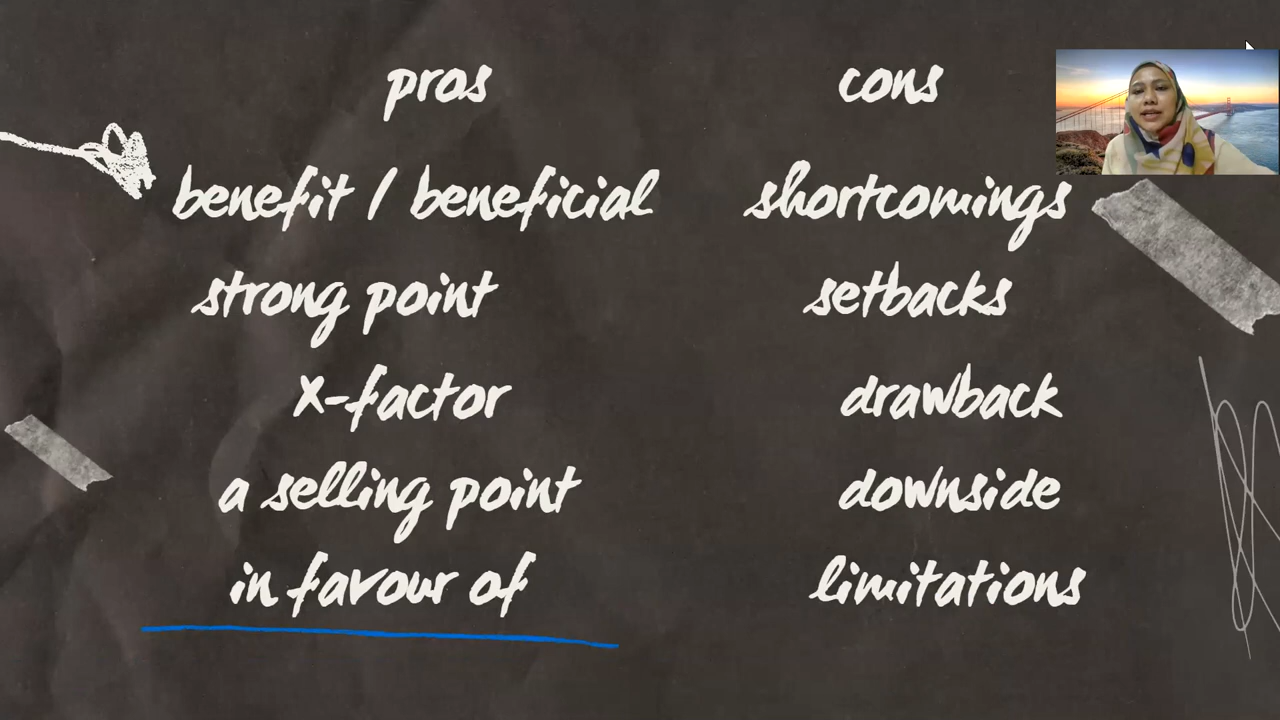 pros cons
benefit / beneficial shortcomings
strong point setbacks
X-factor drawback
a selling point downside
in favour of limitations